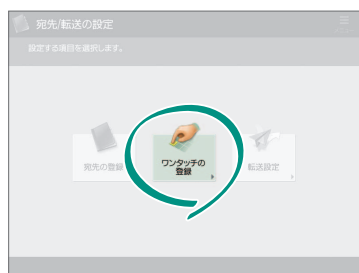 宛先/転送の設定
設定する項目を選択します。
宛先の登録
ワンタッチの
登録
転送設定